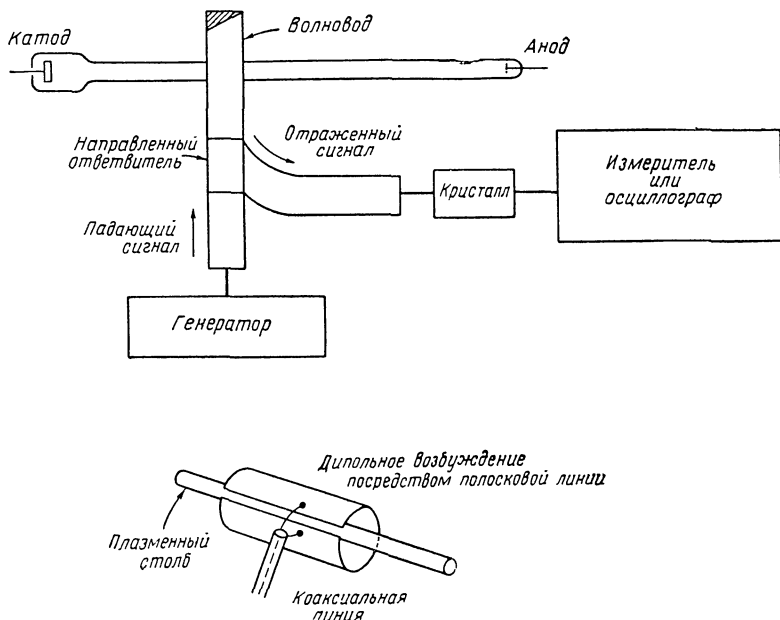 Катод
Волновод
Анод
Направленный
ответвитель
Отраженный
сигнал
Кристалл
Измеритель
или
осциллограф
Падающий
сигнал
Генератор
Дипольное возбуждение
посредством полосковой линии
Плазменный
столб
Коаксиальная
линия